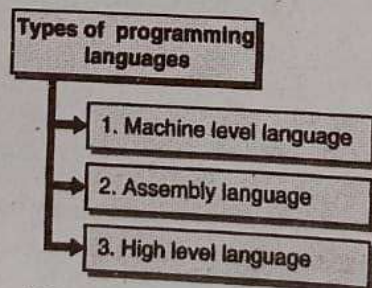 Types of programming
languages
1. Machine level language
2. Assembly language
3. High level language